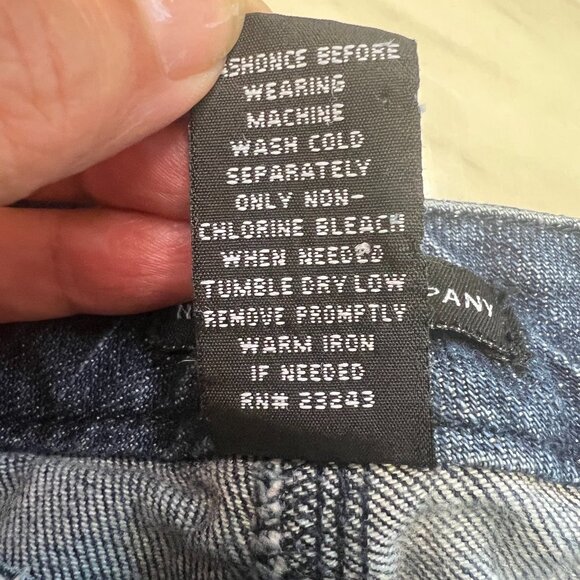 ASHONCE BEFORE
WEARING
MACHINE
WASH COLD
SEPARATELY
ONLY NON-
CHLORINE BLEACH
WHEN NEEDED
TUMBLE DRY LOW
REMOVE PROMPTLY
WARM IRON
IF NEEDED
RN# 23243
PANY